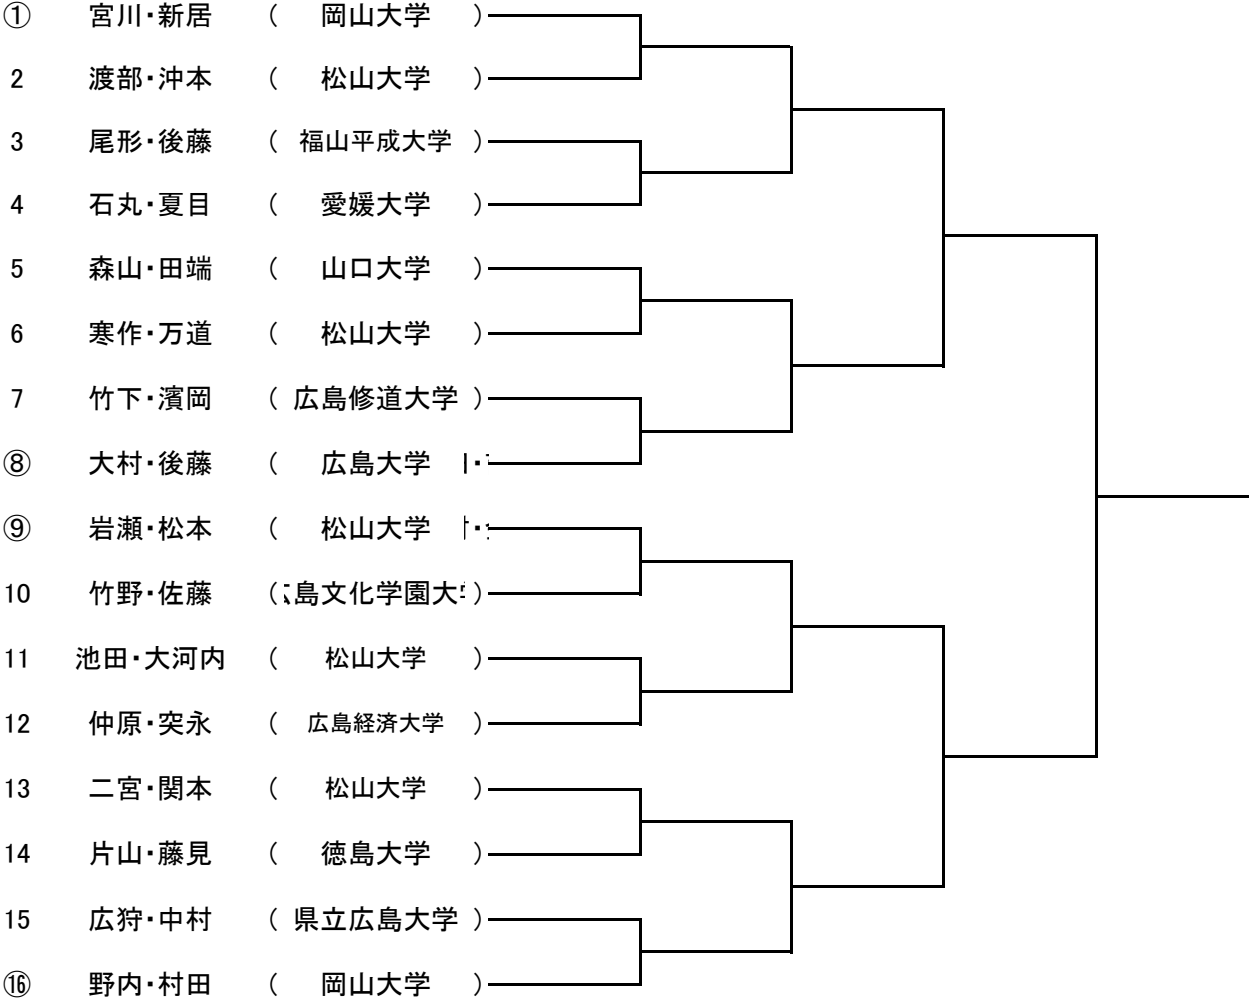 ① 宮川・新居 ( 岡山大学 )
2 渡部・沖本 ( 松山大学 )
3 尾形・後藤 ( 福山平成大学 )
4 石丸・夏目 ( 愛媛大学 )
5 森山・田端 ( 山口大学 )
6 寒作・万道 ( 松山大学 )
7 竹下・濱岡 ( 広島修道大学 )
⑧ 大村・後藤 ( 広島大学
⑨ 岩瀬・松本 ( 松山大学
10 竹野・佐藤 ( 島文化学園大 )
11 池田・大河内 ( 松山大学 )
12 仲原・突永 ( 広島経済大学 )
13 二宮・関本 ( 松山大学 )
14 片山・藤見 ( 徳島大学 )
15 広狩・中村 ( 県立広島大学 )
⑯ 野内・村田 ( 岡山大学 )